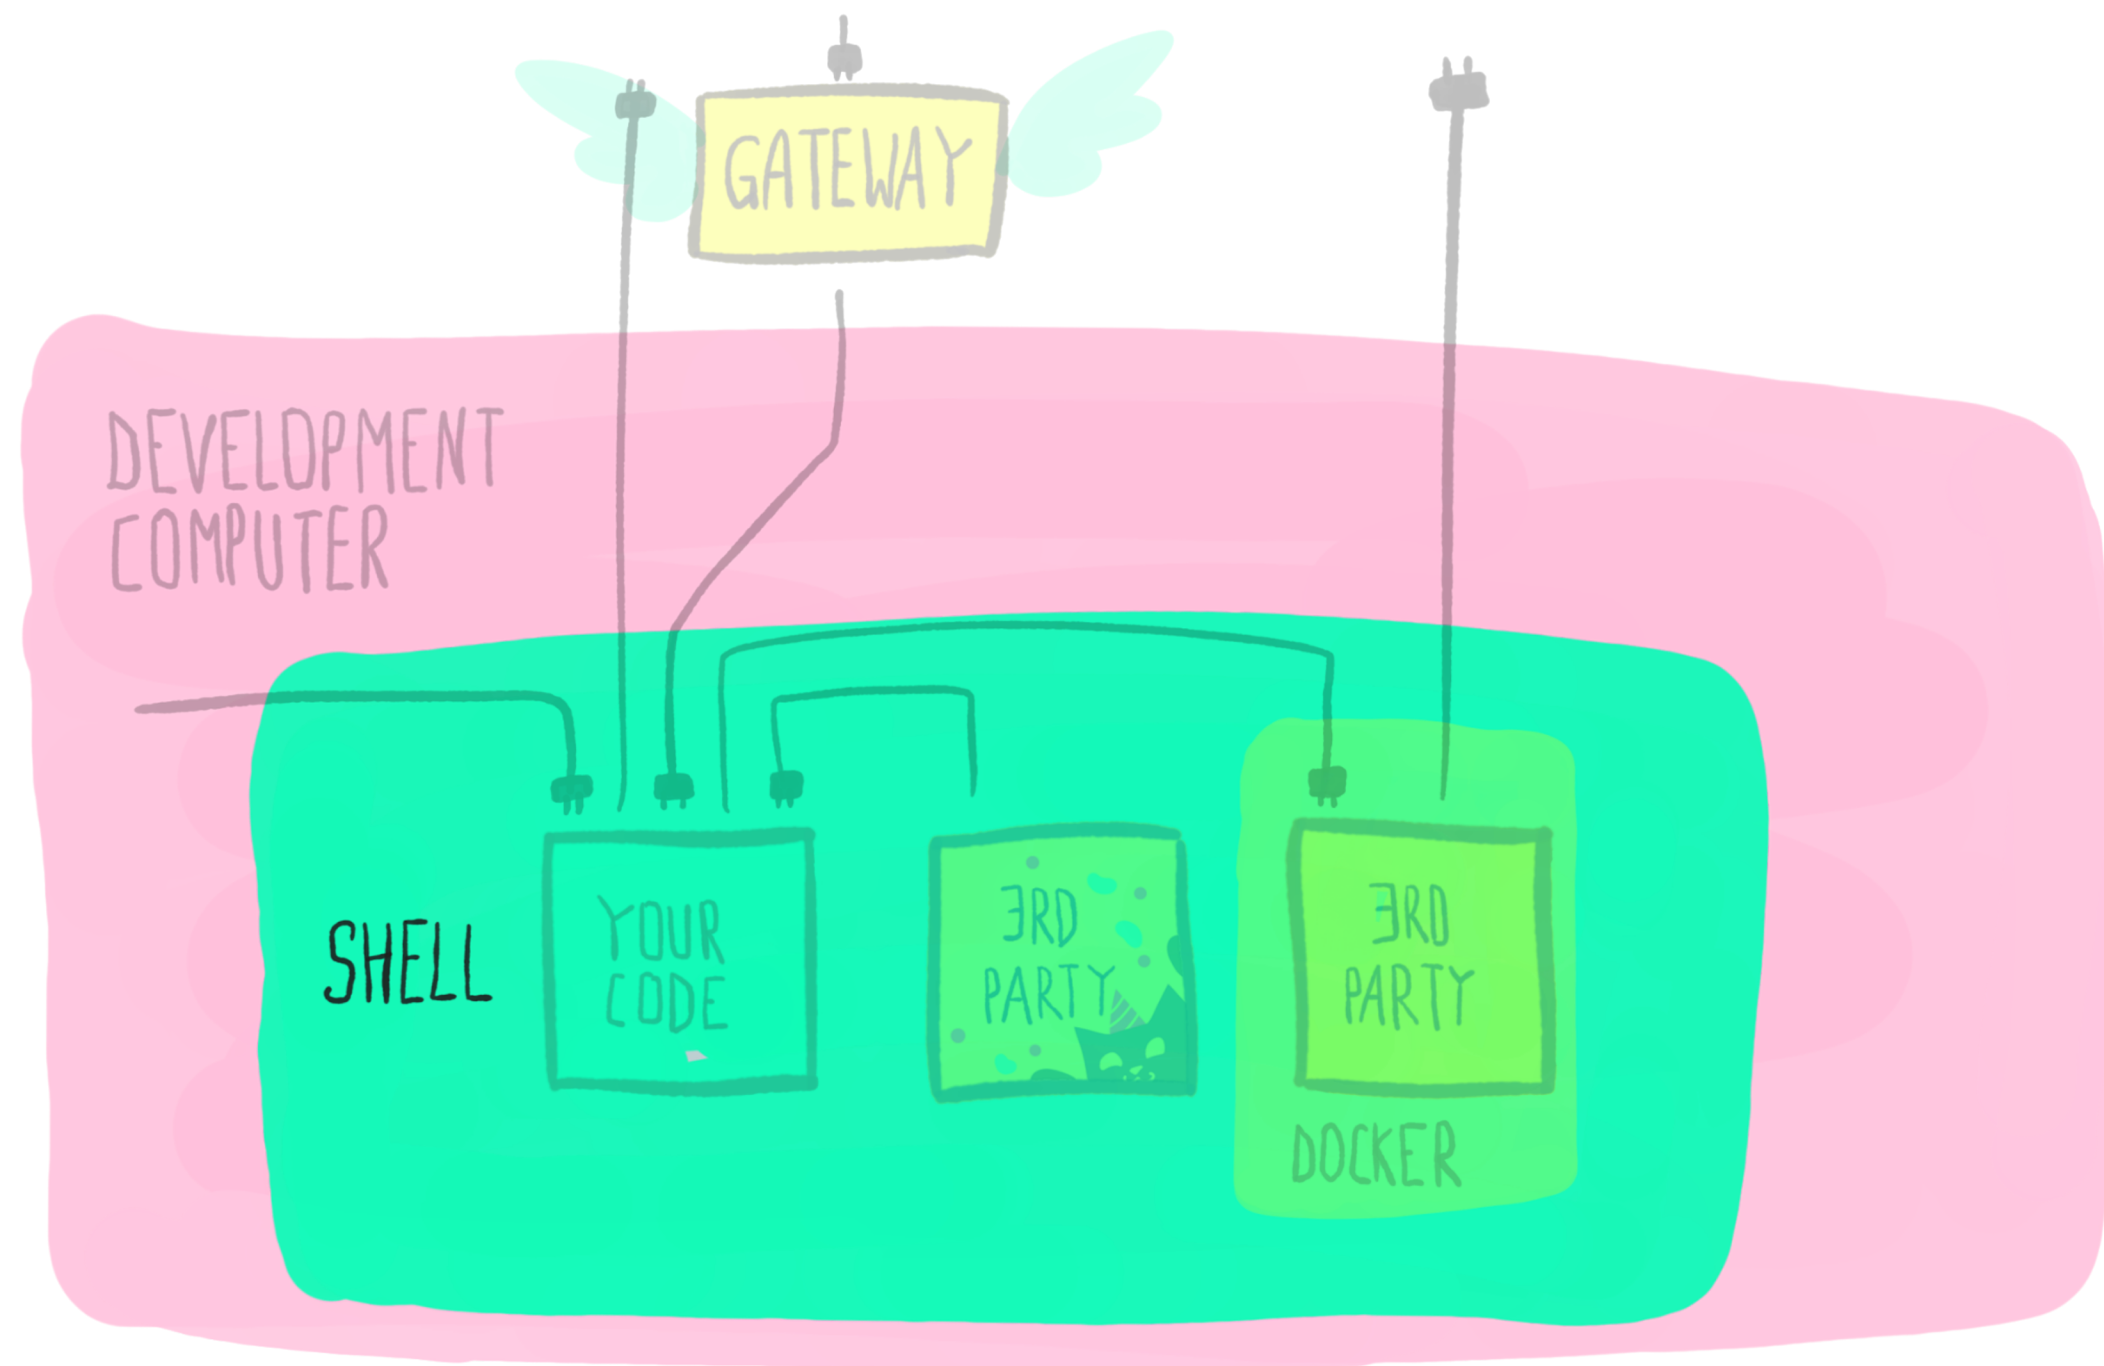 GATEWAY
DEVELOPMENT
COMPUTER
SHELL
YOUR
CODE
3RD
PARTY
3RD
PARTY
DOCKER